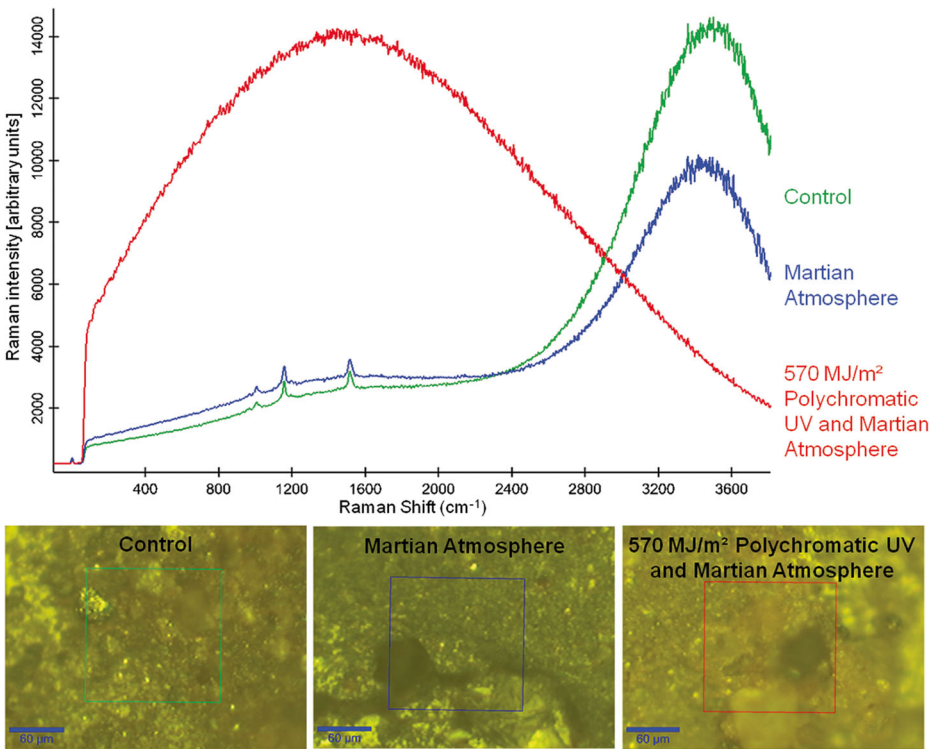 Raman intensity [arbitrary units]
14000
12000
10000
8000
6000
4000
2000
400
800
1200
1600
2000
2400
2800
3200
3600
Raman Shift (cm⁻¹)
Control
Martian
Atmosphere
570 MJ/m²
Polychromatic
UV and Martian
Atmosphere
Control
60 µm
Martian Atmosphere
60 µm
570 MJ/m² Polychromatic UV
and Martian Atmosphere
60 µm